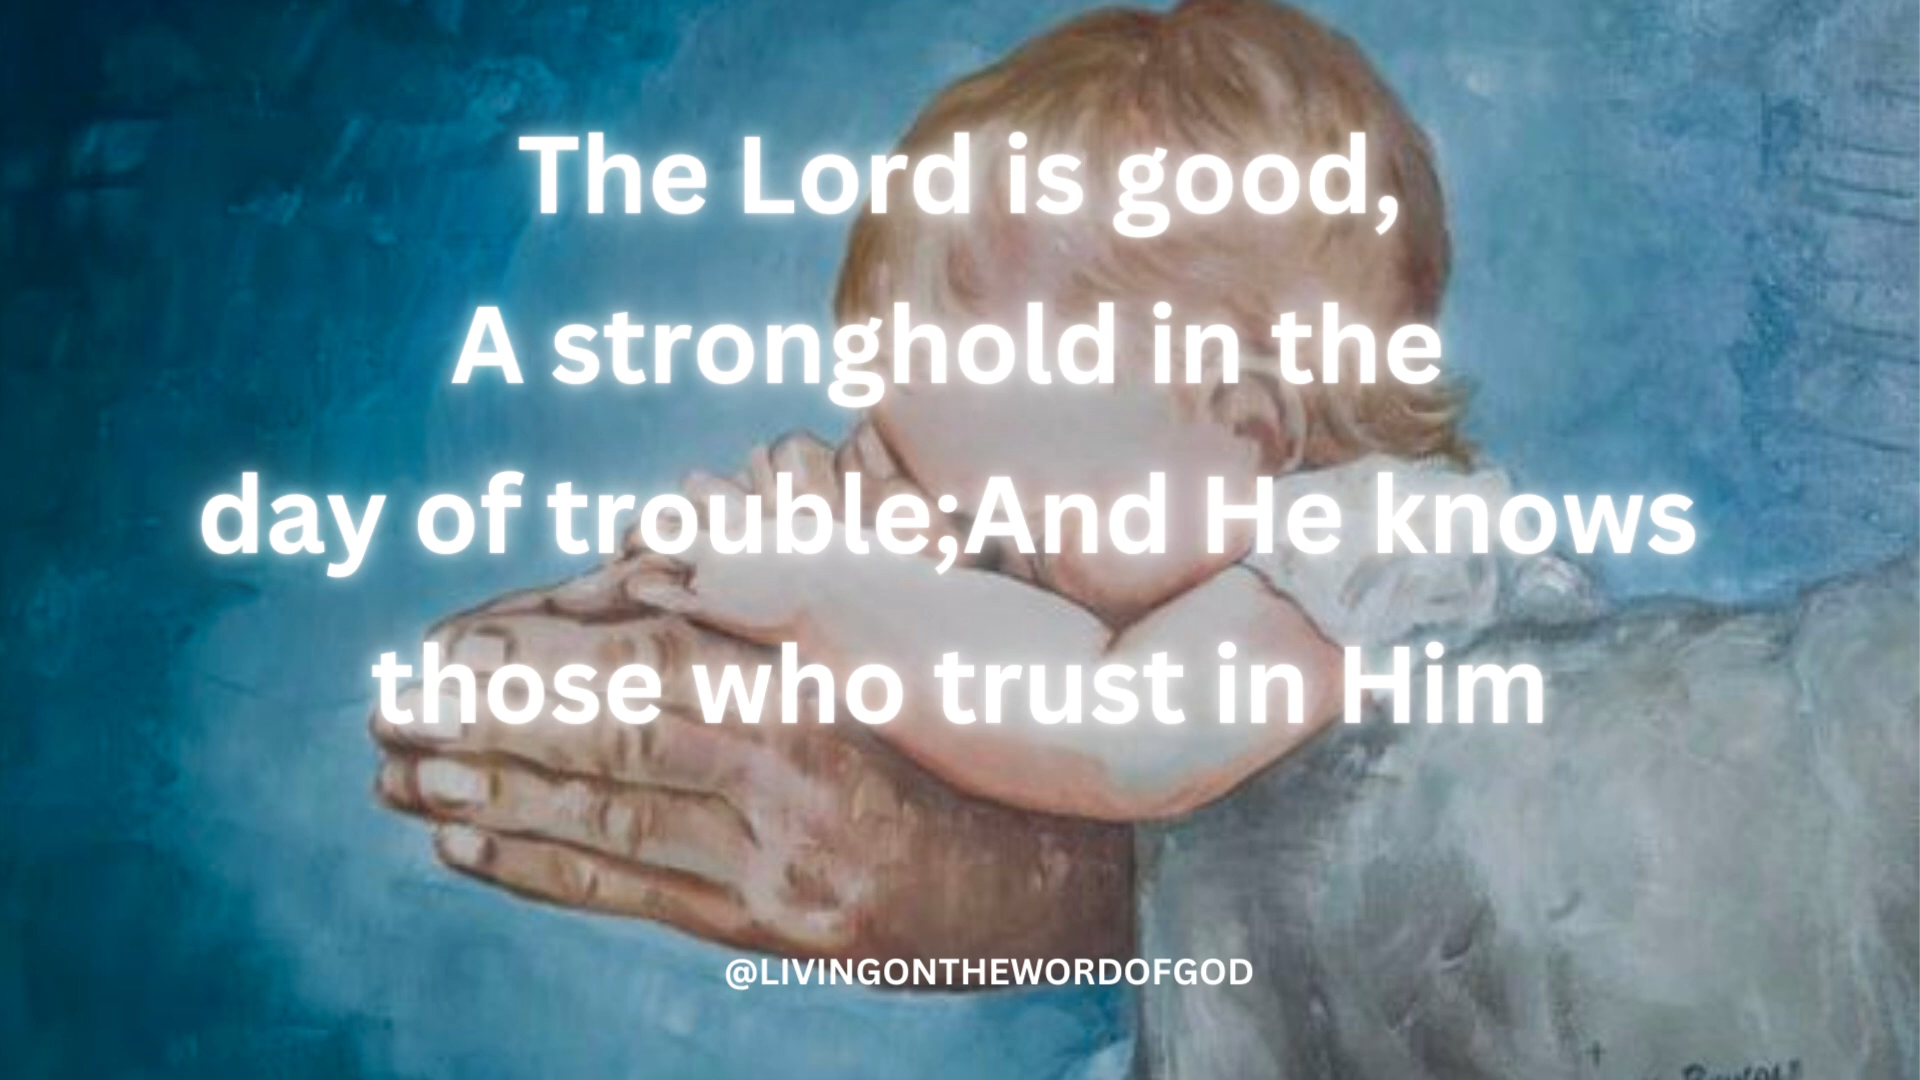 The Lord is good,
A stronghold in the
day of trouble;And He knows
those who trust in Him
@LIVINGONTHEWORDOFGOD